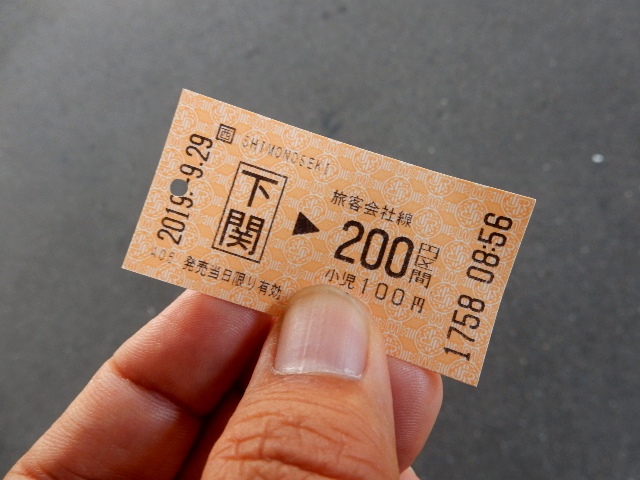 2019.-9.29
西 SHIMONOSEKI
下関
▶
旅客会社線
200円区間
小児100円
発売当日限り有効
1758 08:56